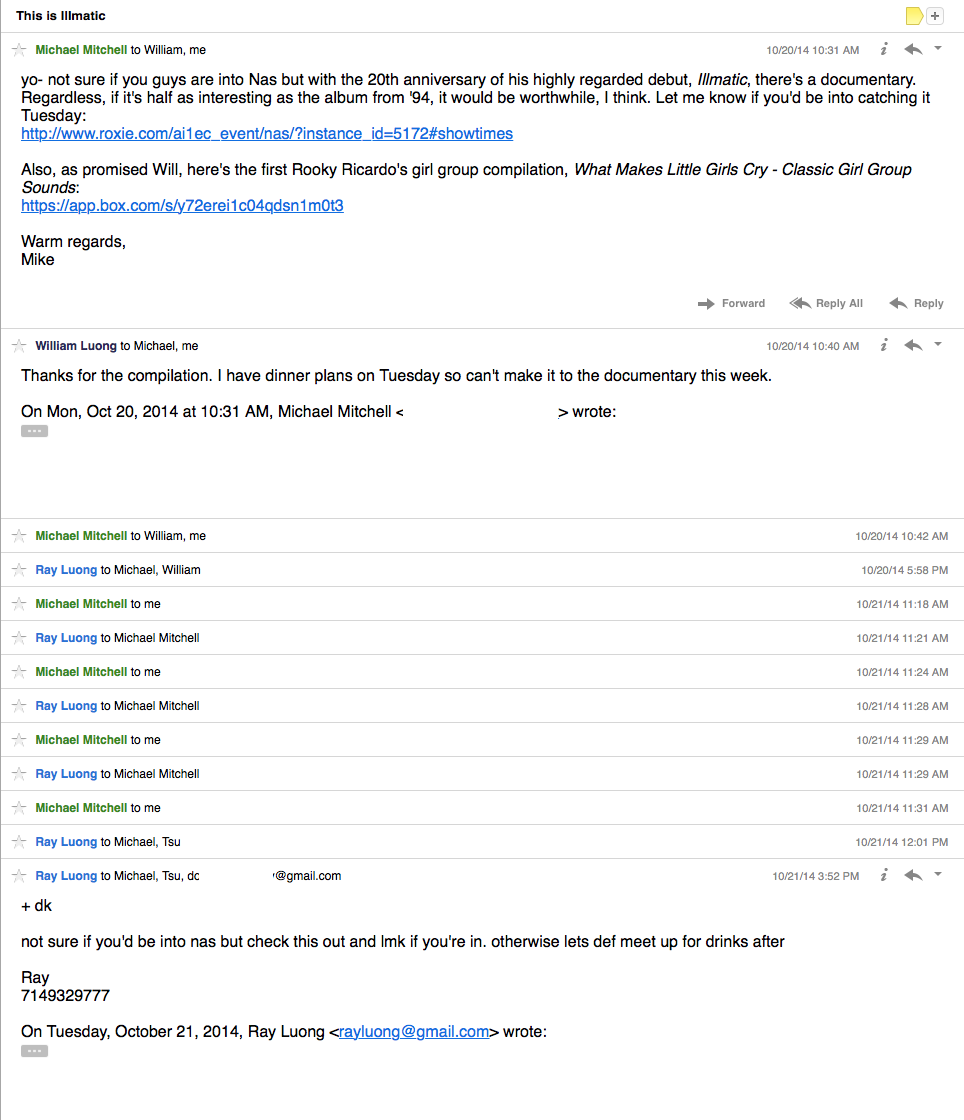 This is Illmatic
Michael Mitchell to William, me 10/20/14 10:31 AM
yo- not sure if you guys are into Nas but with the 20th anniversary of his highly regarded debut, Illmatic, there's a documentary.
Regardless, if it's half as interesting as the album from '94, it would be worthwhile, I think. Let me know if you'd be into catching it
Tuesday:
http://www.roxie.com/ai1ec_event/nas/?instance_id=5172#showtimes
Also, as promised Will, here's the first Rooky Ricardo's girl group compilation, What Makes Little Girls Cry - Classic Girl Group
Sounds:
https://app.box.com/s/y72erei1c04qdsn1m0t3
Warm regards,
Mike
Forward Reply All Reply
William Luong to Michael, me 10/20/14 10:40 AM
Thanks for the compilation. I have dinner plans on Tuesday so can't make it to the documentary this week.
On Mon, Oct 20, 2014 at 10:31 AM, Michael Mitchell < > wrote:
Michael Mitchell to William, me 10/20/14 10:42 AM
Ray Luong to Michael, William 10/20/14 5:58 PM
Michael Mitchell to me 10/21/14 11:18 AM
Ray Luong to Michael Mitchell 10/21/14 11:21 AM
Michael Mitchell to me 10/21/14 11:24 AM
Ray Luong to Michael Mitchell 10/21/14 11:28 AM
Michael Mitchell to me 10/21/14 11:29 AM
Ray Luong to Michael Mitchell 10/21/14 11:29 AM
Michael Mitchell to me 10/21/14 11:31 AM
Ray Luong to Michael, Tsu 10/21/14 12:01 PM
Ray Luong to Michael, Tsu, @gmail.com 10/21/14 3:52 PM
+ dk
not sure if you'd be into nas but check this out and lmk if you're in. otherwise lets def meet up for drinks after
Ray
7149329777
On Tuesday, October 21, 2014, Ray Luong <rayluong@gmail.com> wrote: